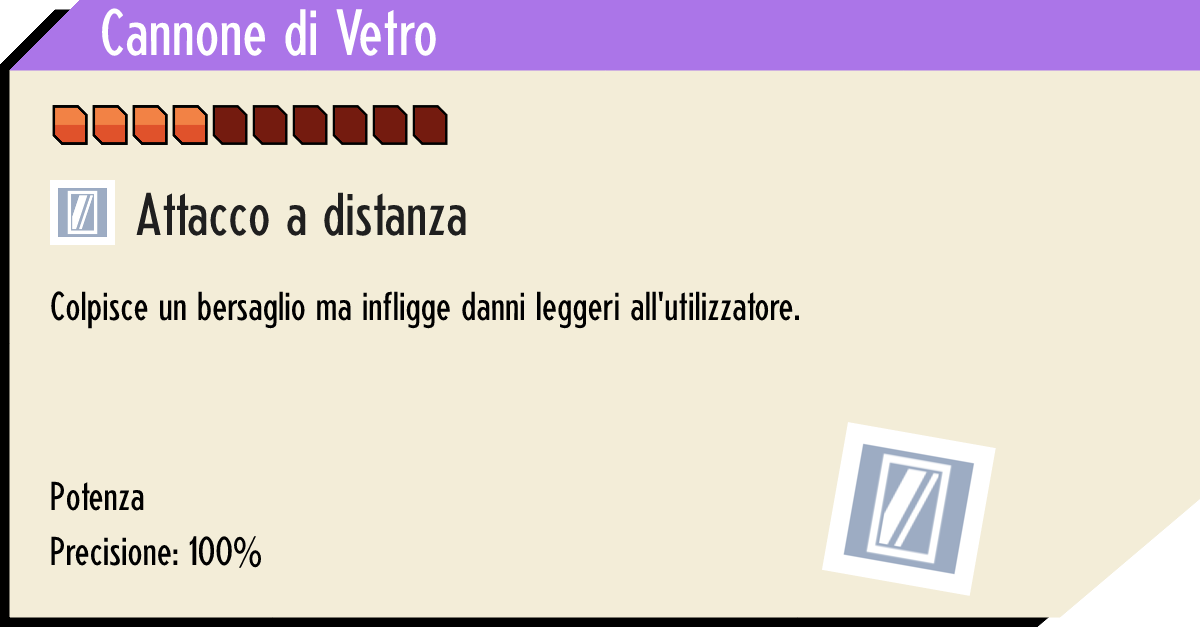 Cannone di Vetro
Attacco a distanza
Colpisce un bersaglio ma infligge danni leggeri all'utilizzatore.
Potenza
Precisione: 100%